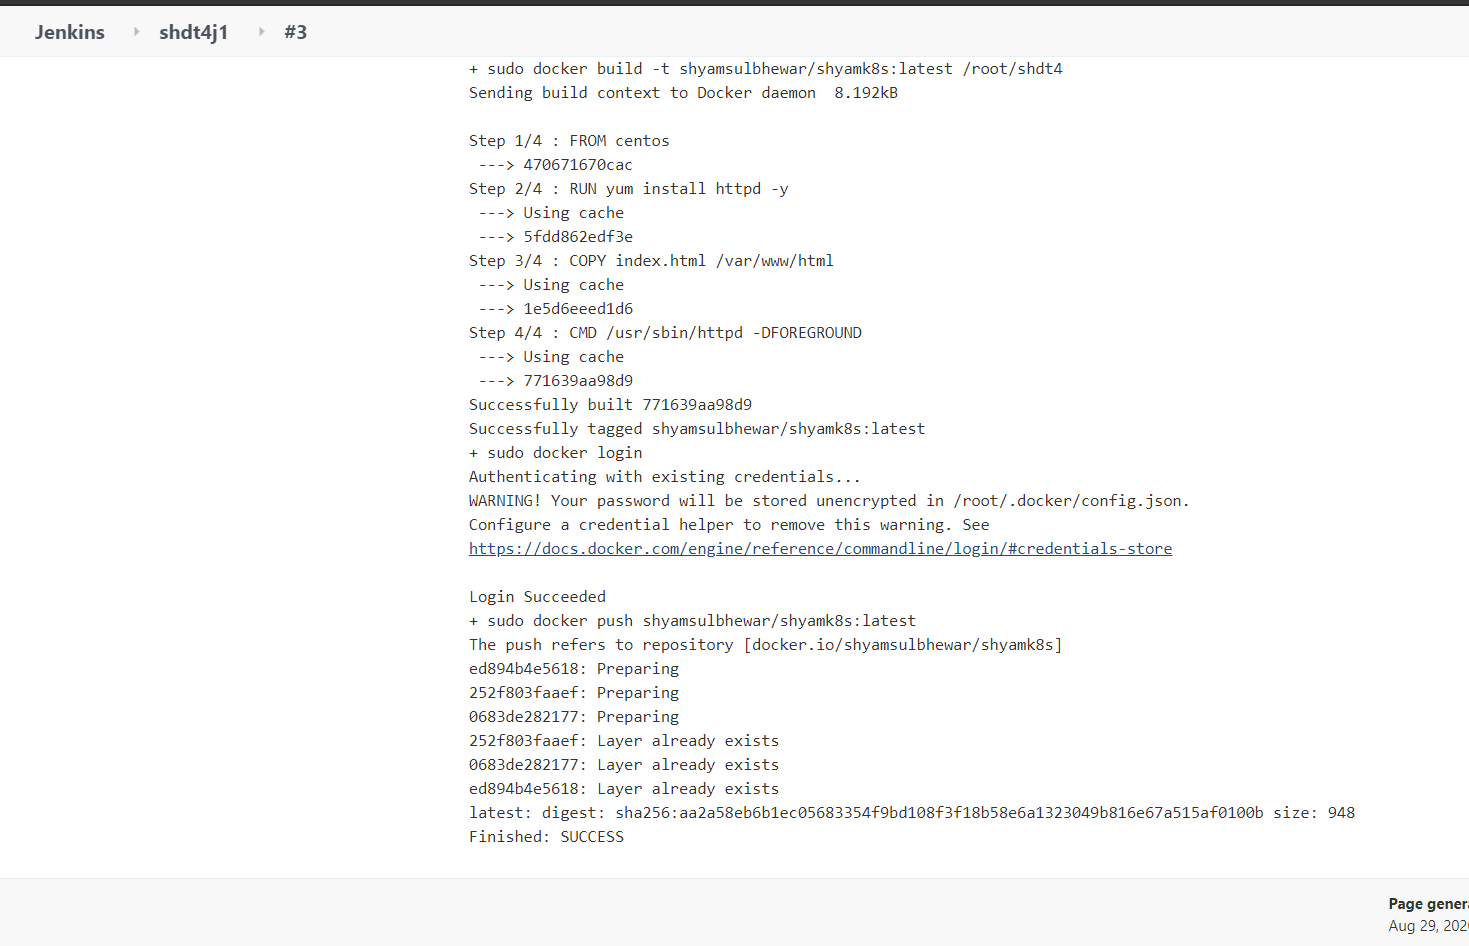 Jenkins shdt4j1 #3
+ sudo docker build -t shyamsulbhewar/shyamk8s:latest /root/shdt4
Sending build context to Docker daemon  8.192kB
Step 1/4 : FROM centos
 ---> 470671670cac
Step 2/4 : RUN yum install httpd -y
 ---> Using cache
 ---> 5fdd862edf3e
Step 3/4 : COPY index.html /var/www/html
 ---> Using cache
 ---> 1e5d6eeed1d6
Step 4/4 : CMD /usr/sbin/httpd -DFOREGROUND
 ---> Using cache
 ---> 771639aa98d9
Successfully built 771639aa98d9
Successfully tagged shyamsulbhewar/shyamk8s:latest
+ sudo docker login
Authenticating with existing credentials...
WARNING! Your password will be stored unencrypted in /root/.docker/config.json.
Configure a credential helper to remove this warning. See
https://docs.docker.com/engine/reference/commandline/login/#credentials-store
Login Succeeded
+ sudo docker push shyamsulbhewar/shyamk8s:latest
The push refers to repository [docker.io/shyamsulbhewar/shyamk8s]
ed894b4e5618: Preparing
252f803faaef: Preparing
0683de282177: Preparing
252f803faaef: Layer already exists
0683de282177: Layer already exists
ed894b4e5618: Layer already exists
latest: digest: sha256:aa2a58eb6b1ec05683354f9bd108f3f18b58e6a1323049b816e67a515af0100b size: 948
Finished: SUCCESS
Page genera
Aug 29, 202